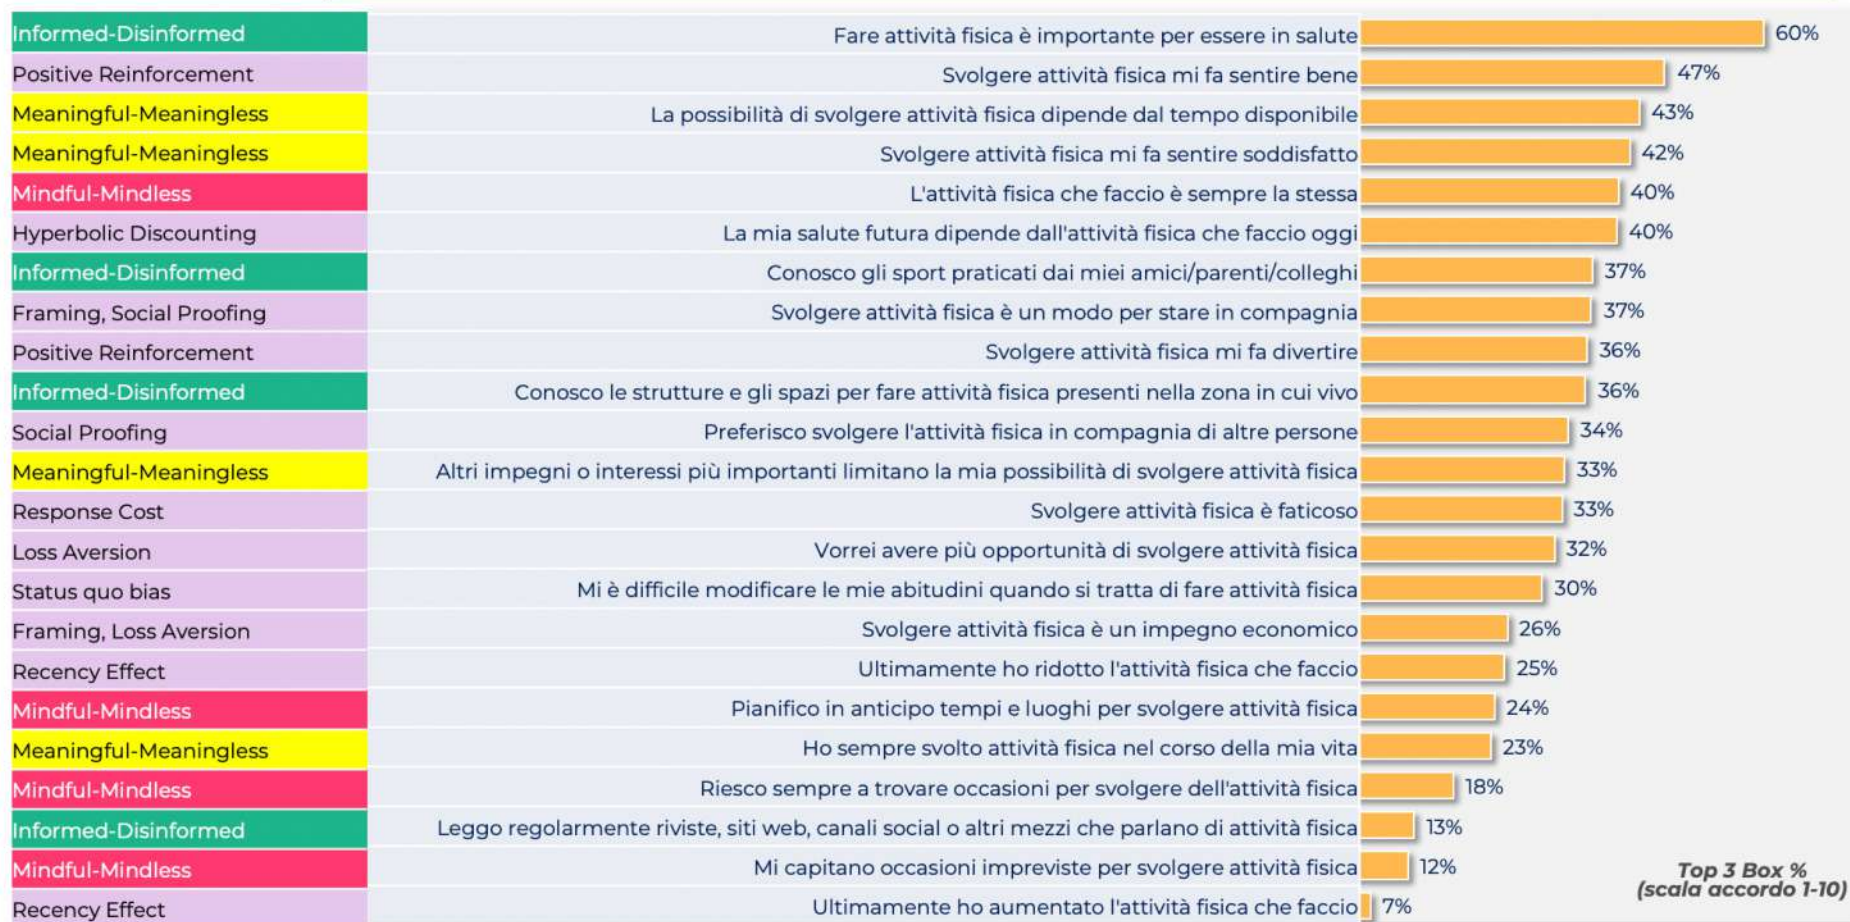 Informed-Disinformed Fare attività fisica è importante per essere in salute 60%
Positive Reinforcement Svolgere attività fisica mi fa sentire bene 47%
Meaningful-Meaningless La possibilità di svolgere attività fisica dipende dal tempo disponibile 43%
Meaningful-Meaningless Svolgere attività fisica mi fa sentire soddisfatto 42%
Mindful-Mindless L'attività fisica che faccio è sempre la stessa 40%
Hyperbolic Discounting La mia salute futura dipende dall'attività fisica che faccio oggi 40%
Informed-Disinformed Conosco gli sport praticati dai miei amici/parenti/colleghi 37%
Framing, Social Proofing Svolgere attività fisica è un modo per stare in compagnia 37%
Positive Reinforcement Svolgere attività fisica mi fa divertire 36%
Informed-Disinformed Conosco le strutture e gli spazi per fare attività fisica presenti nella zona in cui vivo 36%
Social Proofing Preferisco svolgere l'attività fisica in compagnia di altre persone 34%
Meaningful-Meaningless Altri impegni o interessi più importanti limitano la mia possibilità di svolgere attività fisica 33%
Response Cost Svolgere attività fisica è faticoso 33%
Loss Aversion Vorrei avere più opportunità di svolgere attività fisica 32%
Status quo bias Mi è difficile modificare le mie abitudini quando si tratta di fare attività fisica 30%
Framing, Loss Aversion Svolgere attività fisica è un impegno economico 26%
Recency Effect Ultimamente ho ridotto l'attività fisica che faccio 25%
Mindful-Mindless Pianifico in anticipo tempi e luoghi per svolgere attività fisica 24%
Meaningful-Meaningless Ho sempre svolto attività fisica nel corso della mia vita 23%
Mindful-Mindless Riesco sempre a trovare occasioni per svolgere dell'attività fisica 18%
Informed-Disinformed Leggo regolarmente riviste, siti web, canali social o altri mezzi che parlano di attività fisica 13%
Mindful-Mindless Mi capitano occasioni impreviste per svolgere attività fisica 12%
Recency Effect Ultimamente ho aumentato l'attività fisica che faccio 7%
Top 3 Box %
(scala accordo 1-10)